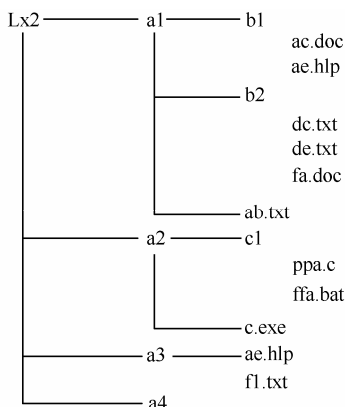 Lx2 a1 b1
ac.doc
ae.hlp
b2
dc.txt
de.txt
fa.doc
ab.txt
a2 c1
ppa.c
ffa.bat
c.exe
a3 ae.hlp
f1.txt
a4